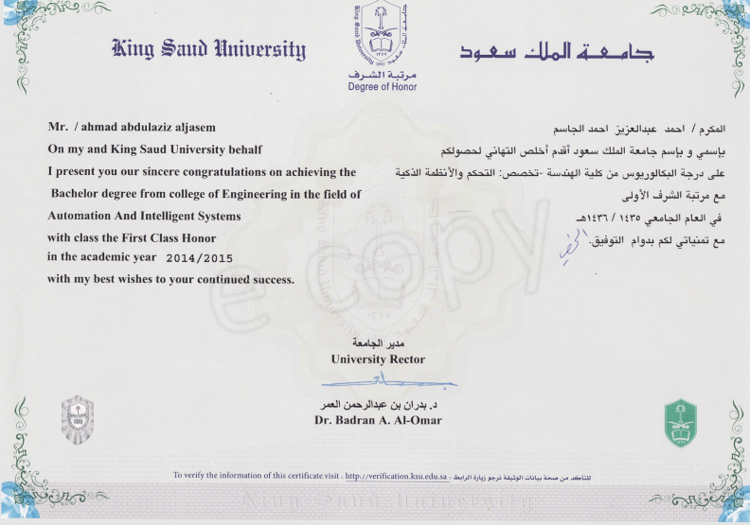 King Saud University
جامعة الملك سعود
مرتبة الشرف
Degree of Honor
Mr. / ahmad abdulaziz aljasem
On my and King Saud University behalf
I present you our sincere congratulations on achieving the
Bachelor degree from college of Engineering in the field of
Automation And Intelligent Systems
with class the First Class Honor
in the academic year 2014/2015
with my best wishes to your continued success.
المكرم / احمد عبدالعزيز احمد الجاسم
بإسمي و بإسم جامعة الملك سعود أقدم أخلص التهاني لحصولكم
على درجة البكالوريوس من كلية الهندسة -تخصص: التحكم والأنظمة الذكية
مع مرتبة الشرف الأولى
في العام الجامعي ١٤٣٥ / ١٤٣٦هـ
مع تمنياتي لكم بدوام التوفيق.
e copy
مدير الجامعة
University Rector
د. بدران بن عبدالرحمن العمر
Dr. Badran A. Al-Omar
To verify the information of this certificate visit : http://verification.ksu.edu.sa : للتأكد من صحة بيانات الوثيقة نرجو زيارة الرابط
King Saud University